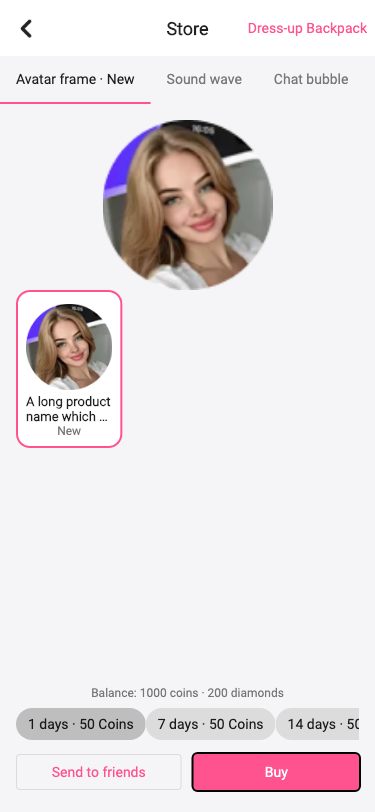 Store
Dress-up Backpack
Avatar frame · New
Sound wave
Chat bubble
A long product
name which ...
New
Balance: 1000 coins · 200 diamonds
1 days · 50 Coins
7 days · 50 Coins
14 days · 50
Send to friends
Buy